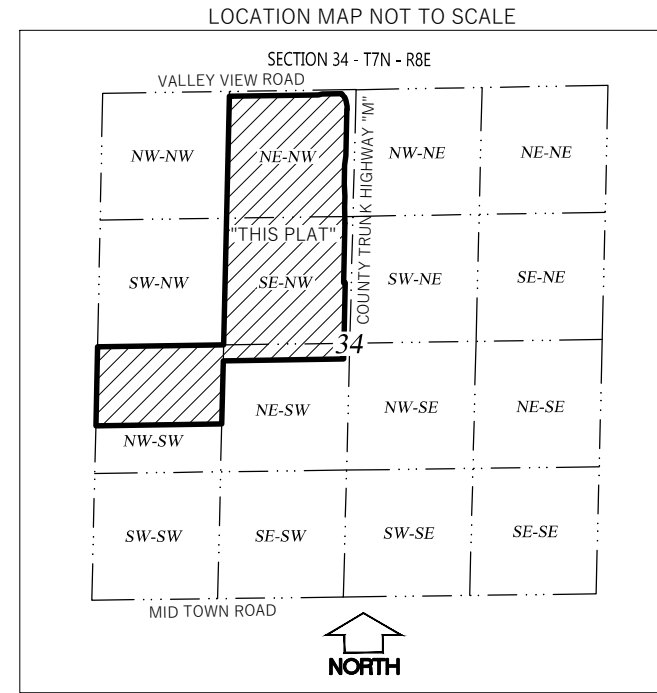 LOCATION MAP NOT TO SCALE
SECTION 34 - T7N - R8E
VALLEY VIEW ROAD
NW-NW
NE-NW
NW-NE
NE-NE
COUNTY TRUNK HIGHWAY "M"
"THIS PLAT"
SW-NW
SE-NW
SW-NE
SE-NE
34
NW-SW
NE-SW
NW-SE
NE-SE
SW-SW
SE-SW
SW-SE
SE-SE
MID TOWN ROAD
NORTH